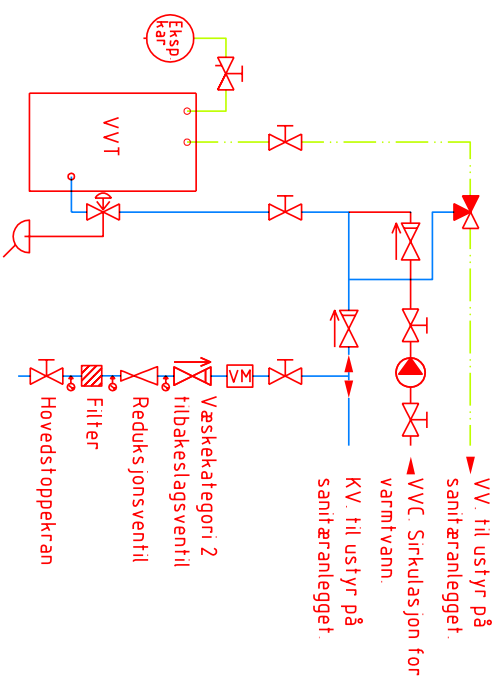 Eksp.
kar
VVT
VM
Væskekategori 2
tilbakeslagsventil
Reduksjonsventil
Filter
Hovedstoppekran
VV. til ustyr på
sanitæranlegget.
VVC. Sirkulasjon for
varmtvann.
KV. til ustyr på
sanitæranlegget.